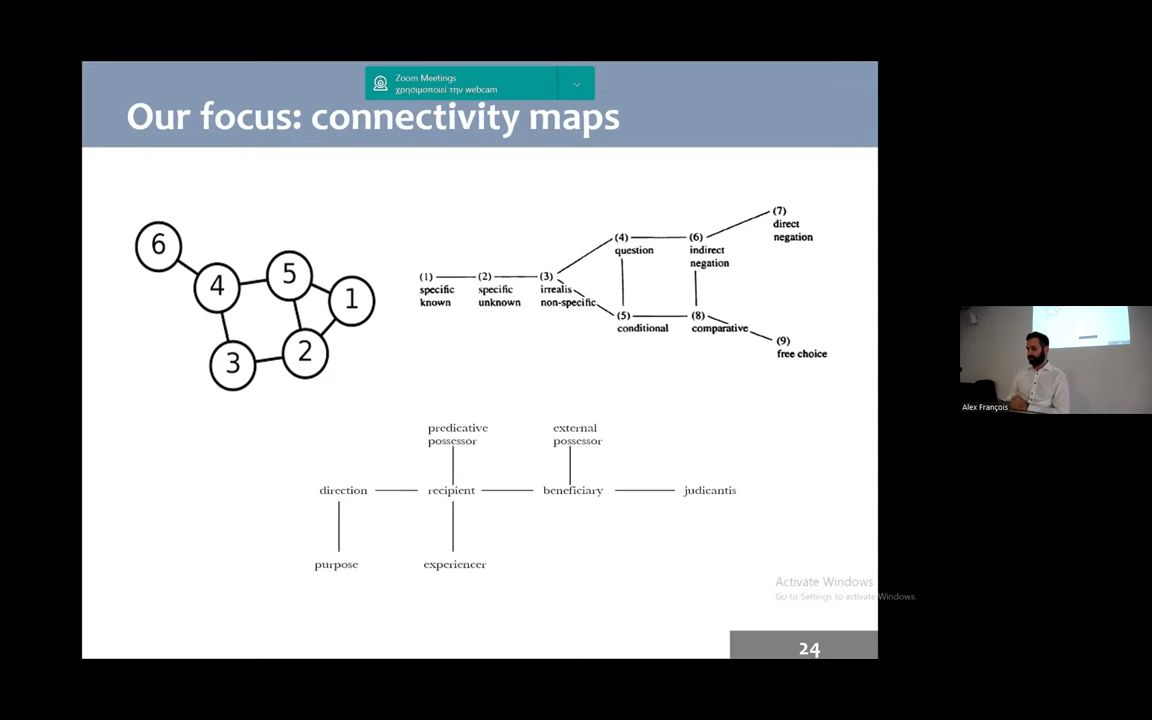 Zoom Meetings
χρησιμοποιεί την webcam
Our focus: connectivity maps
6
4
5
1
3
2
(1)
specific
known
(2)
specific
unknown
(3)
irrealis
non-specific
(4)
question
(5)
conditional
(6)
indirect
negation
(7)
direct
negation
(8)
comparative
(9)
free choice
predicative
possessor
external
possessor
direction
recipient
beneficiary
judicantis
purpose
experiencer
Activate Windows
Go to Settings to activate Windows.
24
Alex François